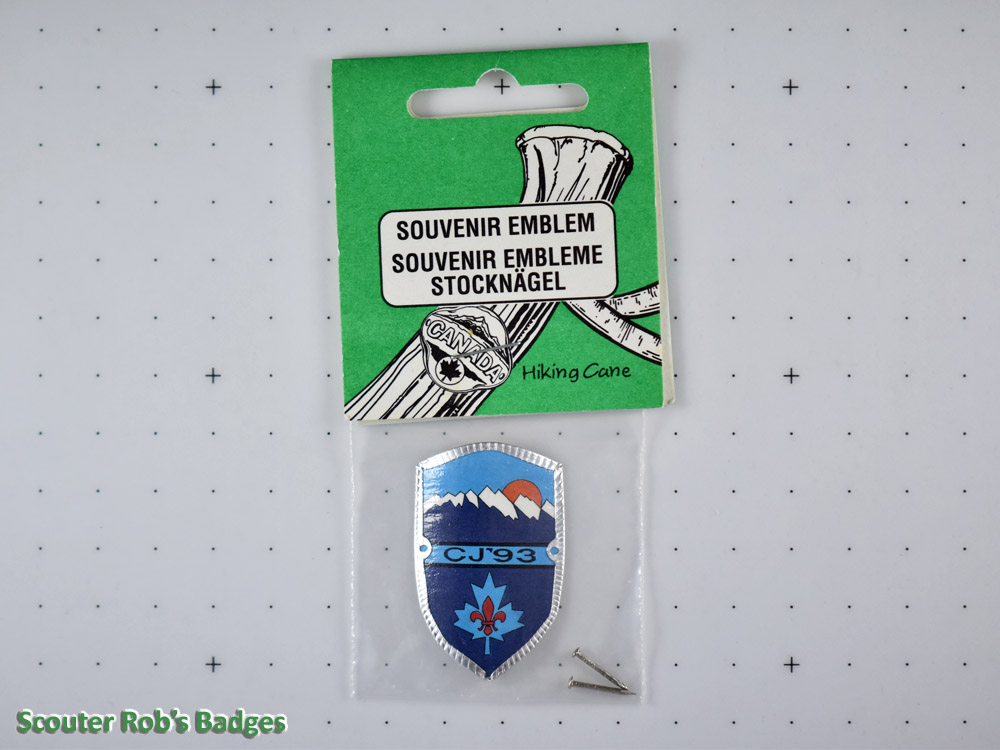 SOUVENIR EMBLEM
SOUVENIR EMBLEME
STOCKNÄGEL
CANADA
Hiking Cane
CJ'93
Scouter Rob's Badges